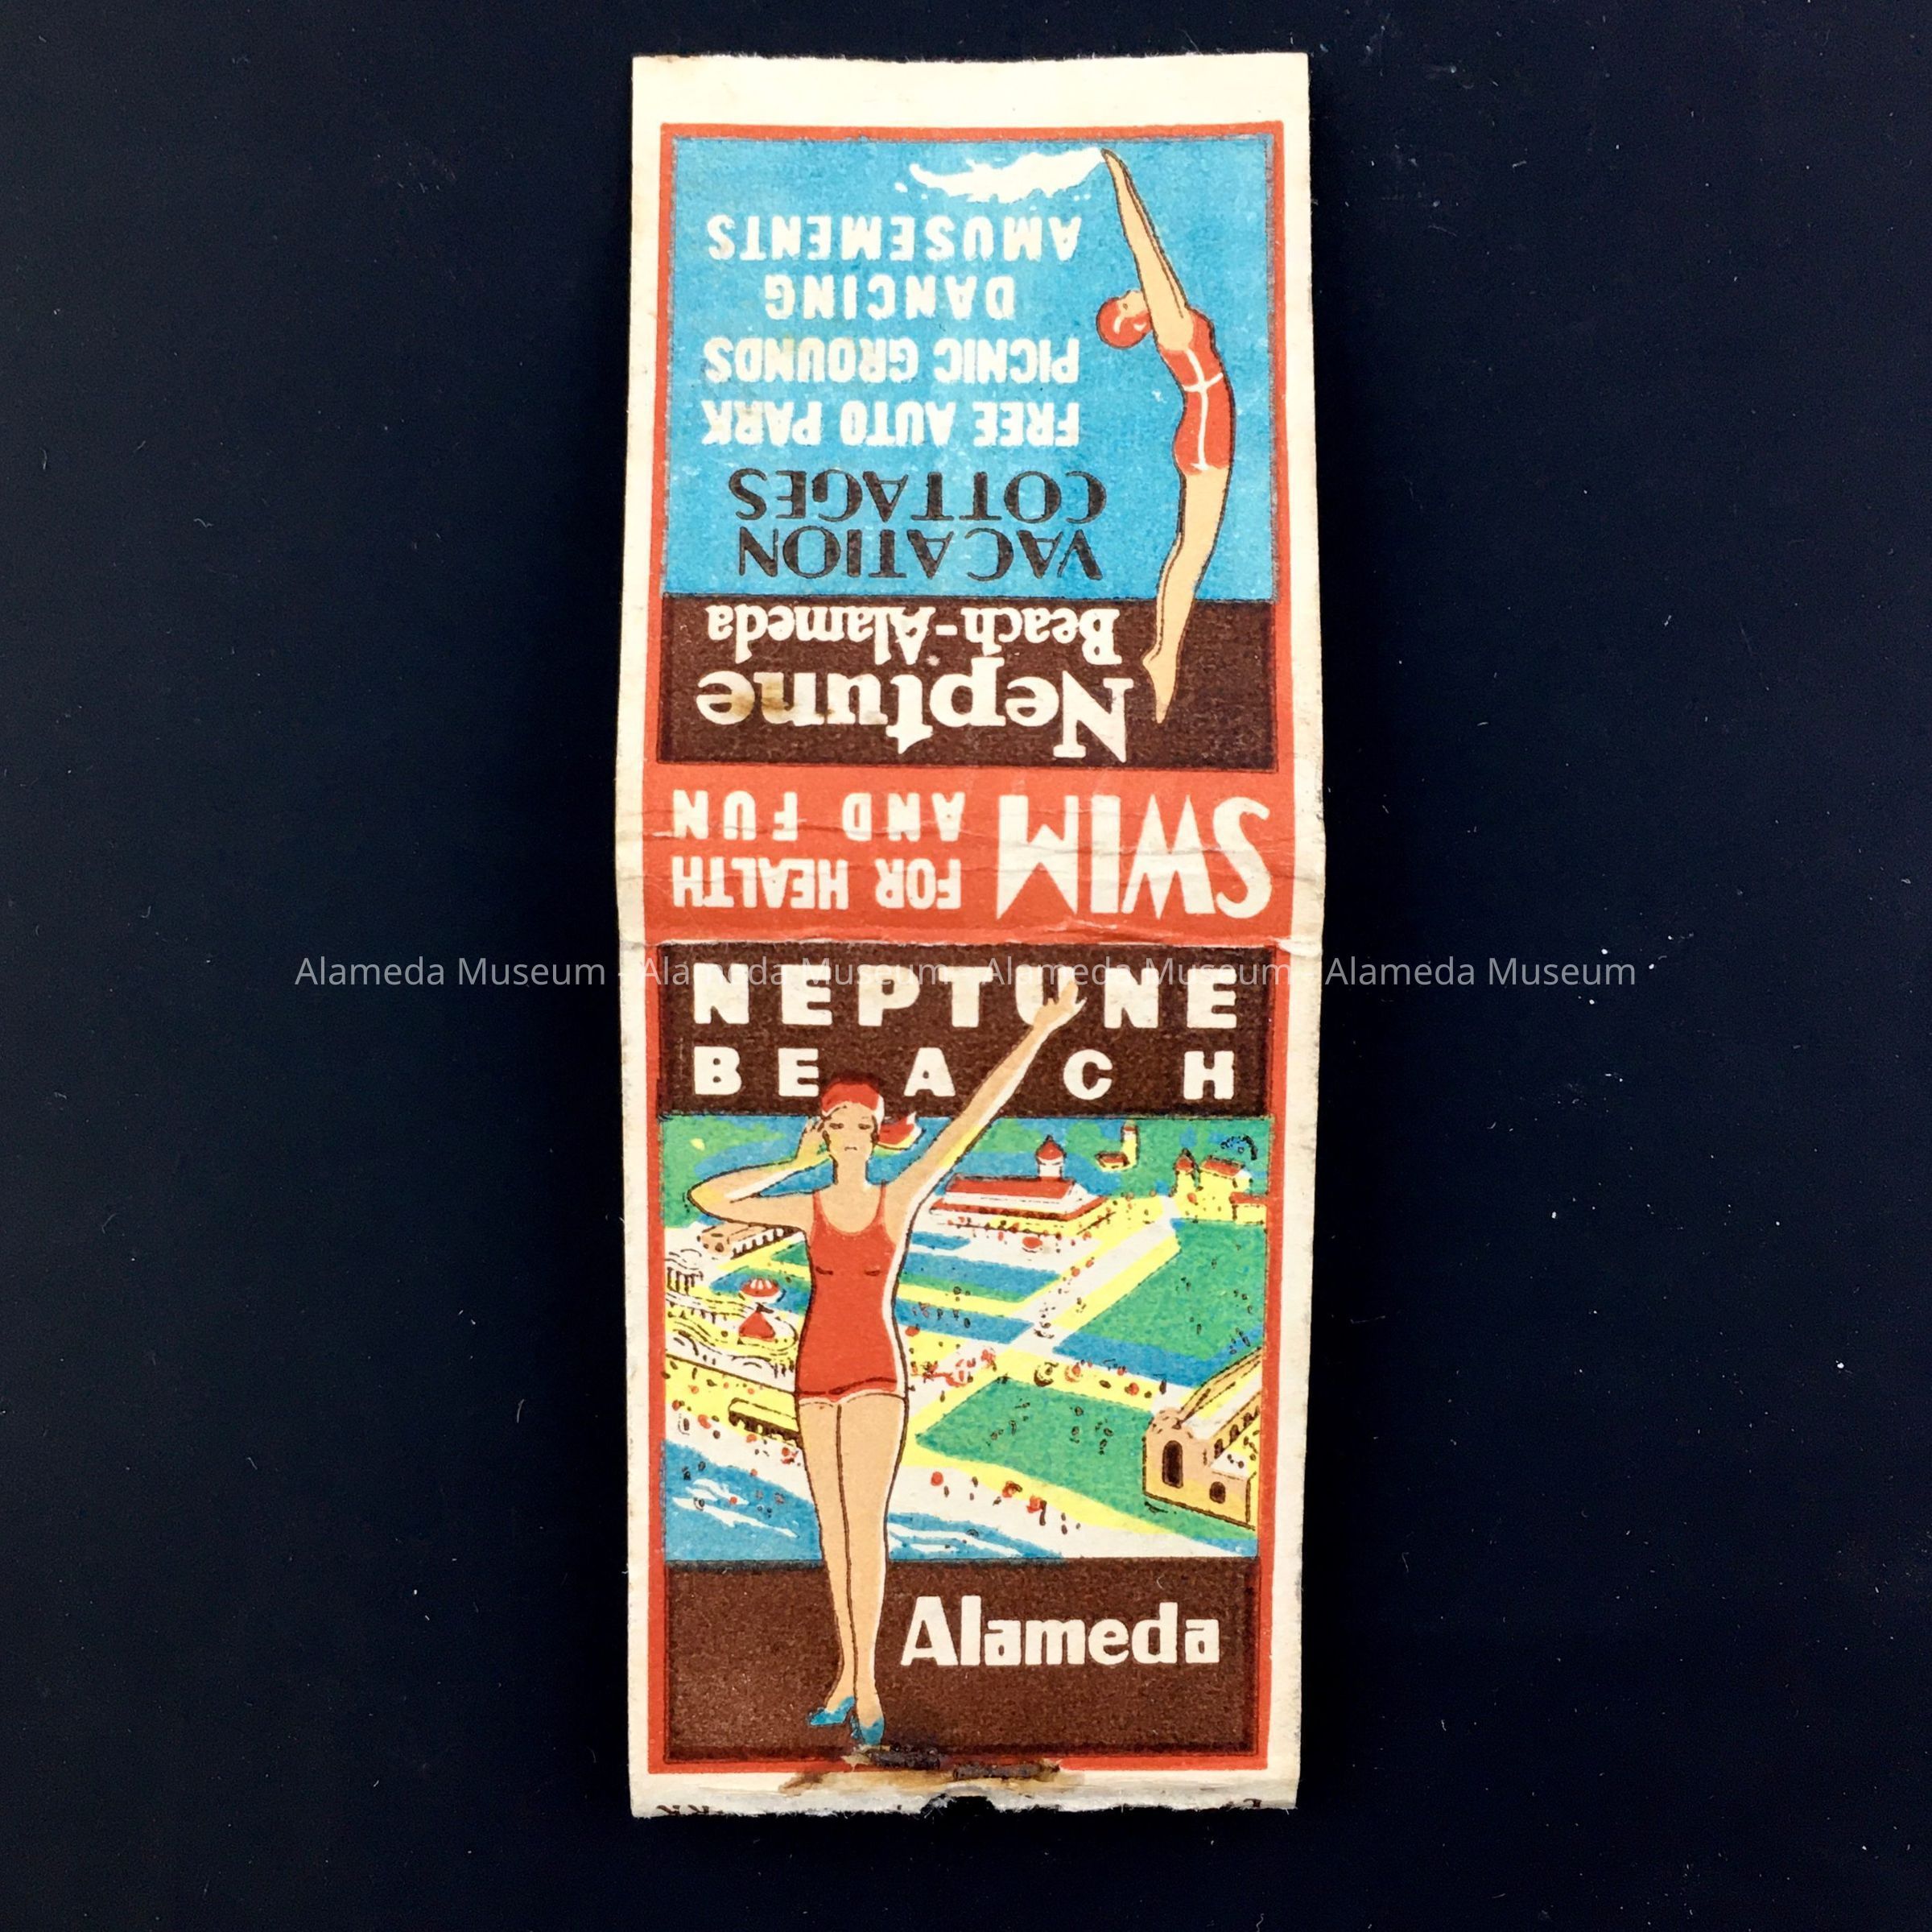 NEPTUNE
BEACH
Alameda
SWIM FOR HEALTH
AND FUN
Neptune
Beach-Alameda
VACATION
COTTAGES
FREE AUTO PARK
PICNIC GROUNDS
DANCING
AMUSEMENTS
Alameda Museum - Alameda Museum - Alameda Museum - Alameda Museum